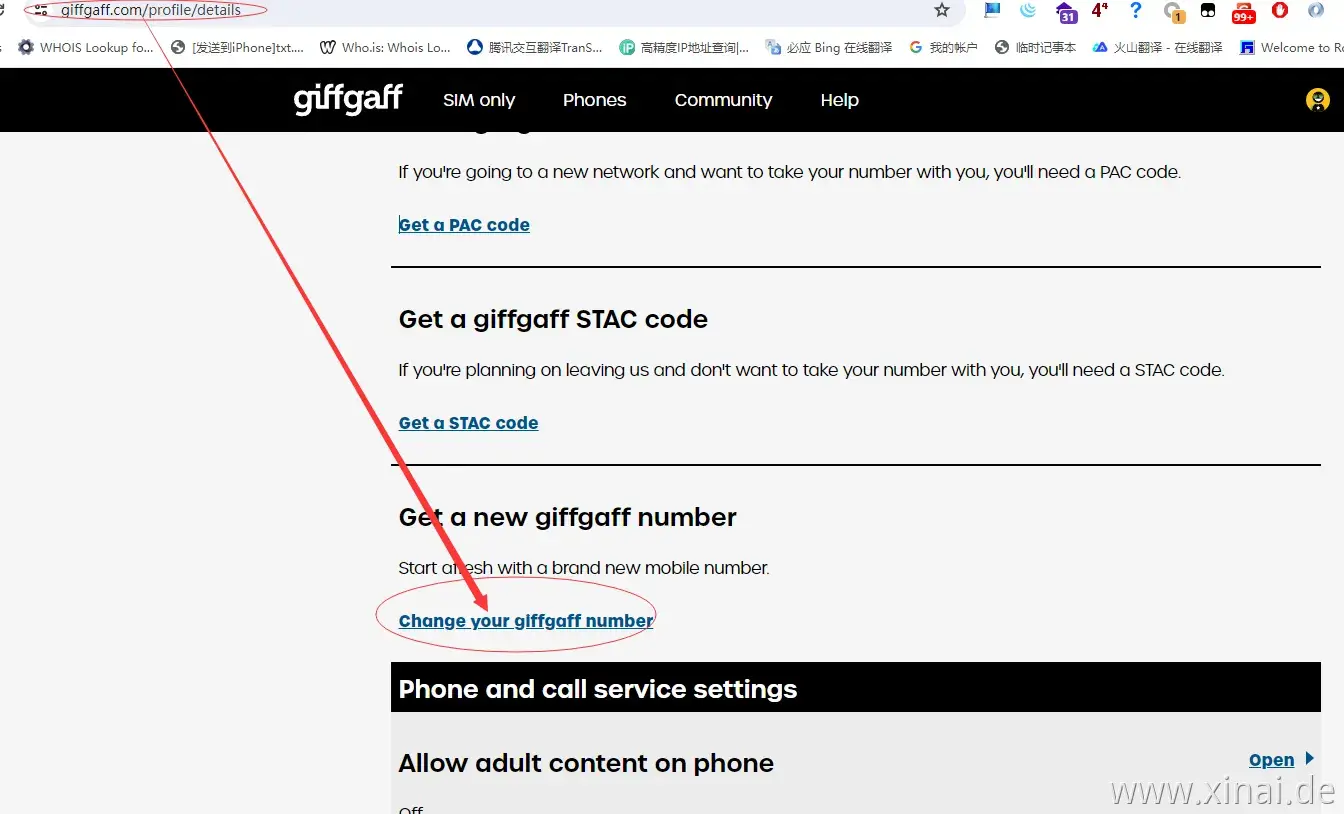 giffgaff.com/profile/details
31
4⁴
?
1
99+
WHOIS Lookup fo...
[发送到iPhone]txt....
Who.is: Whois Lo...
腾讯交互翻译TranS...
高精度IP地址查询|...
必应 Bing 在线翻译
我的帐户
临时记事本
火山翻译 - 在线翻译
Welcome to Re
giffgaff
SIM only
Phones
Community
Help
If you're going to a new network and want to take your number with you, you'll need a PAC code.
Get a PAC code
Get a giffgaff STAC code
If you're planning on leaving us and don't want to take your number with you, you'll need a STAC code.
Get a STAC code
Get a new giffgaff number
Start afresh with a brand new mobile number.
Change your giffgaff number
Phone and call service settings
Allow adult content on phone
Open
www.xinai.de
Off